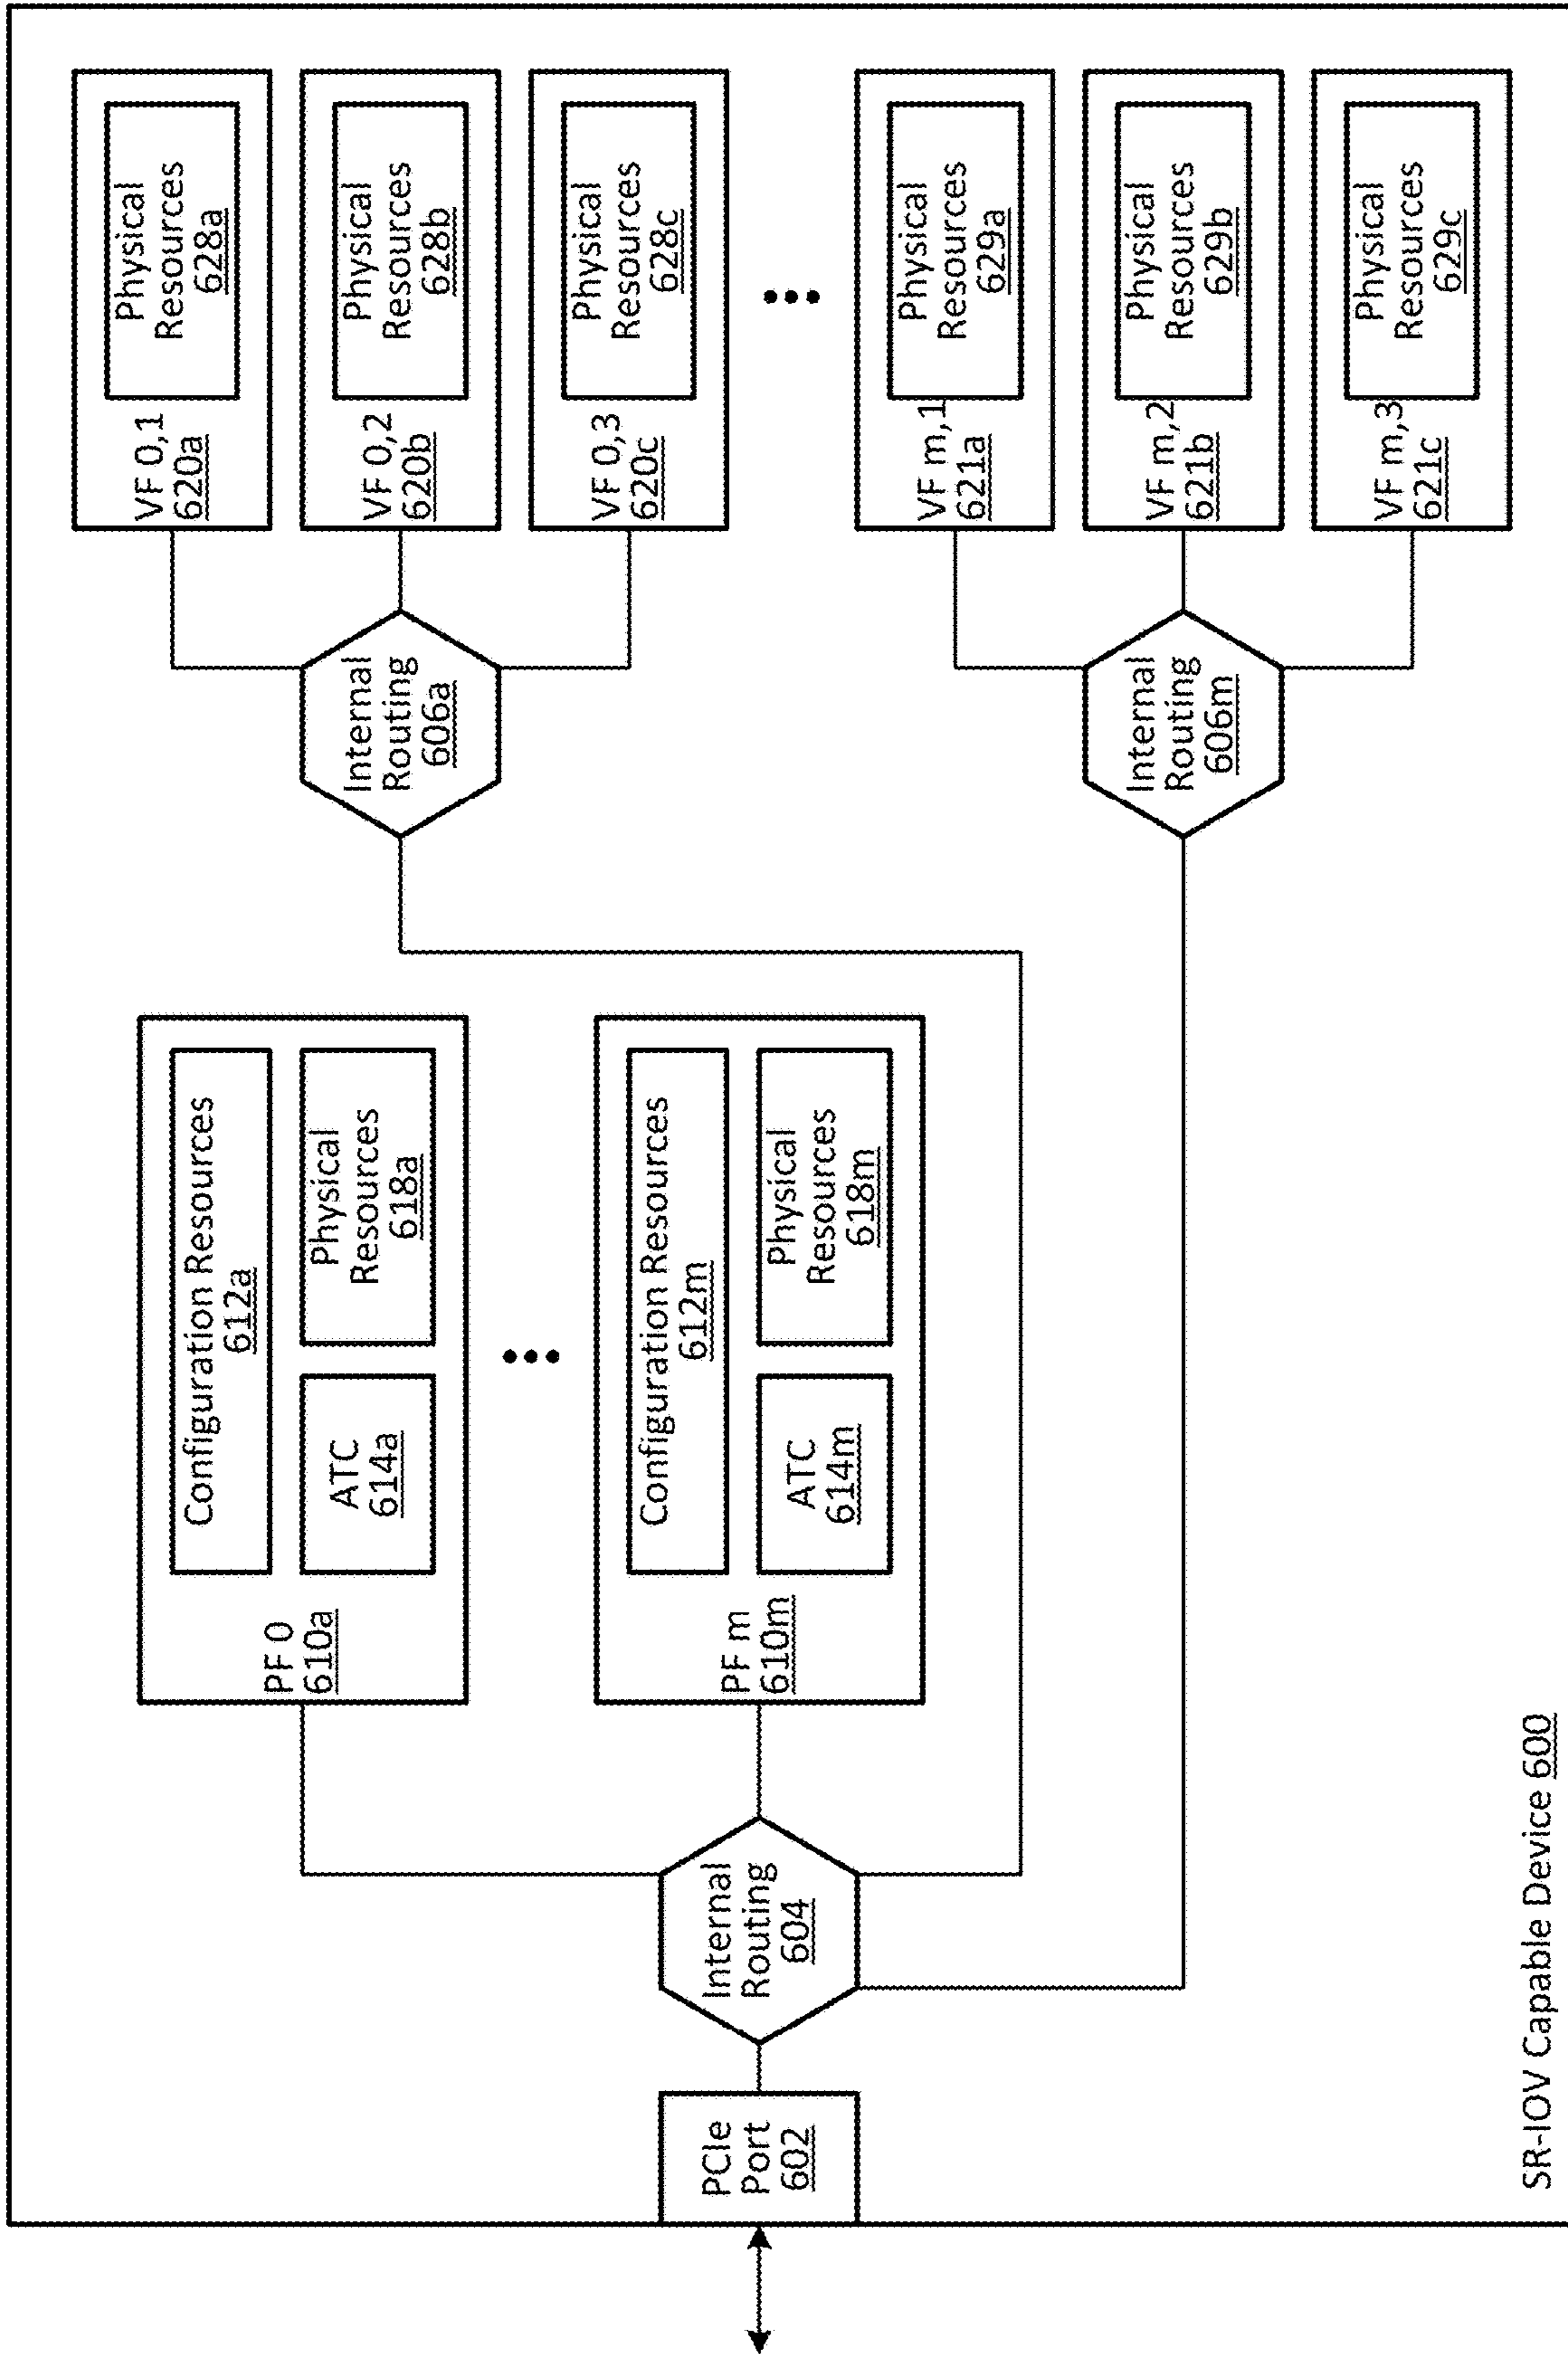 PCIe
Port
602
Internal
Routing
604
PF 0
610a
Configuration Resources
612a
ATC
614a
Physical
Resources
618a
PF m
610m
Configuration Resources
612m
ATC
614m
Physical
Resources
618m
Internal
Routing
606a
Internal
Routing
606m
VF 0,1
620a
Physical
Resources
628a
VF 0,2
620b
Physical
Resources
628b
VF 0,3
620c
Physical
Resources
628c
VF m,1
621a
Physical
Resources
629a
VF m,2
621b
Physical
Resources
629b
VF m,3
621c
Physical
Resources
629c
SR-IOV Capable Device 600